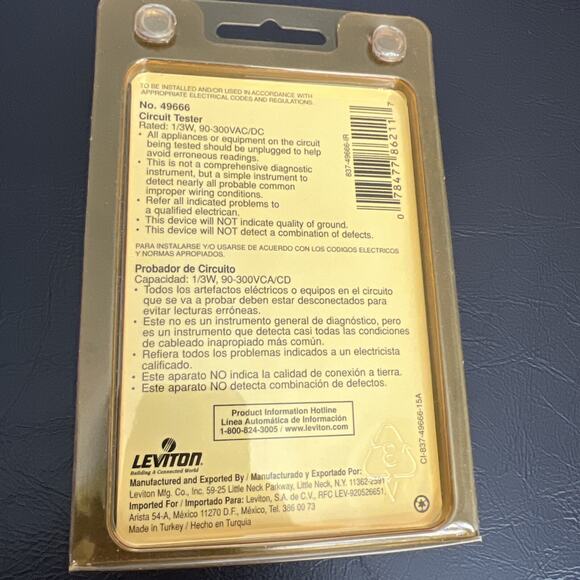 TO BE INSTALLED AND/OR USED IN ACCORDANCE WITH
APPROPRIATE ELECTRICAL CODES AND REGULATIONS.
No. 49666
Circuit Tester
Rated: 1/3W, 90-300VAC/DC
• All appliances or equipment on the circuit
being tested should be unplugged to help
avoid erroneous readings.
• This is not a comprehensive diagnostic
instrument, but a simple instrument to
detect nearly all probable common
improper wiring conditions.
• Refer all indicated problems to
a qualified electrican.
• This device will NOT indicate quality of ground.
• This device will NOT detect a combination of defects.
837-49666-IR
0 78477 86211 7
PARA INSTALARSE Y/O USARSE DE ACUERDO CON LOS CODIGOS ELECTRICOS
Y NORMAS APROPIADOS.
Probador de Circuito
Capacidad: 1/3W, 90-300VCA/CD
• Todos los artefactos eléctricos o equipos en el circuito
que se va a probar deben estar desconectados para
evitar lecturas erróneas.
• Este no es un instrumento general de diagnóstico, pero
es un instrumento que detecta casi todas las condiciones
de cableado inapropiado más común.
• Refiera todos los problemas indicados a un electricista
calificado.
• Este aparato NO indica la calidad de conexión a tierra.
• Este aparato NO detecta combinación de defectos.
Product Information Hotline
Línea Automática de Información
1-800-824-3005 / www.leviton.com
CI-837-49666-15A
LEVITON
Building A Connected World
3
Manufactured and Exported By / Manufacturado y Exportado Por:
Leviton Mfg. Co., Inc. 59-25 Little Neck Parkway, Little Neck, N.Y. 11362-2591
Imported For / Importado Para: Leviton, S.A. de C.V., RFC LEV-920526651,
Arista 54-A, México 11270 D.F., México, Tel. 386 00 73
Made in Turkey / Hecho en Turquia